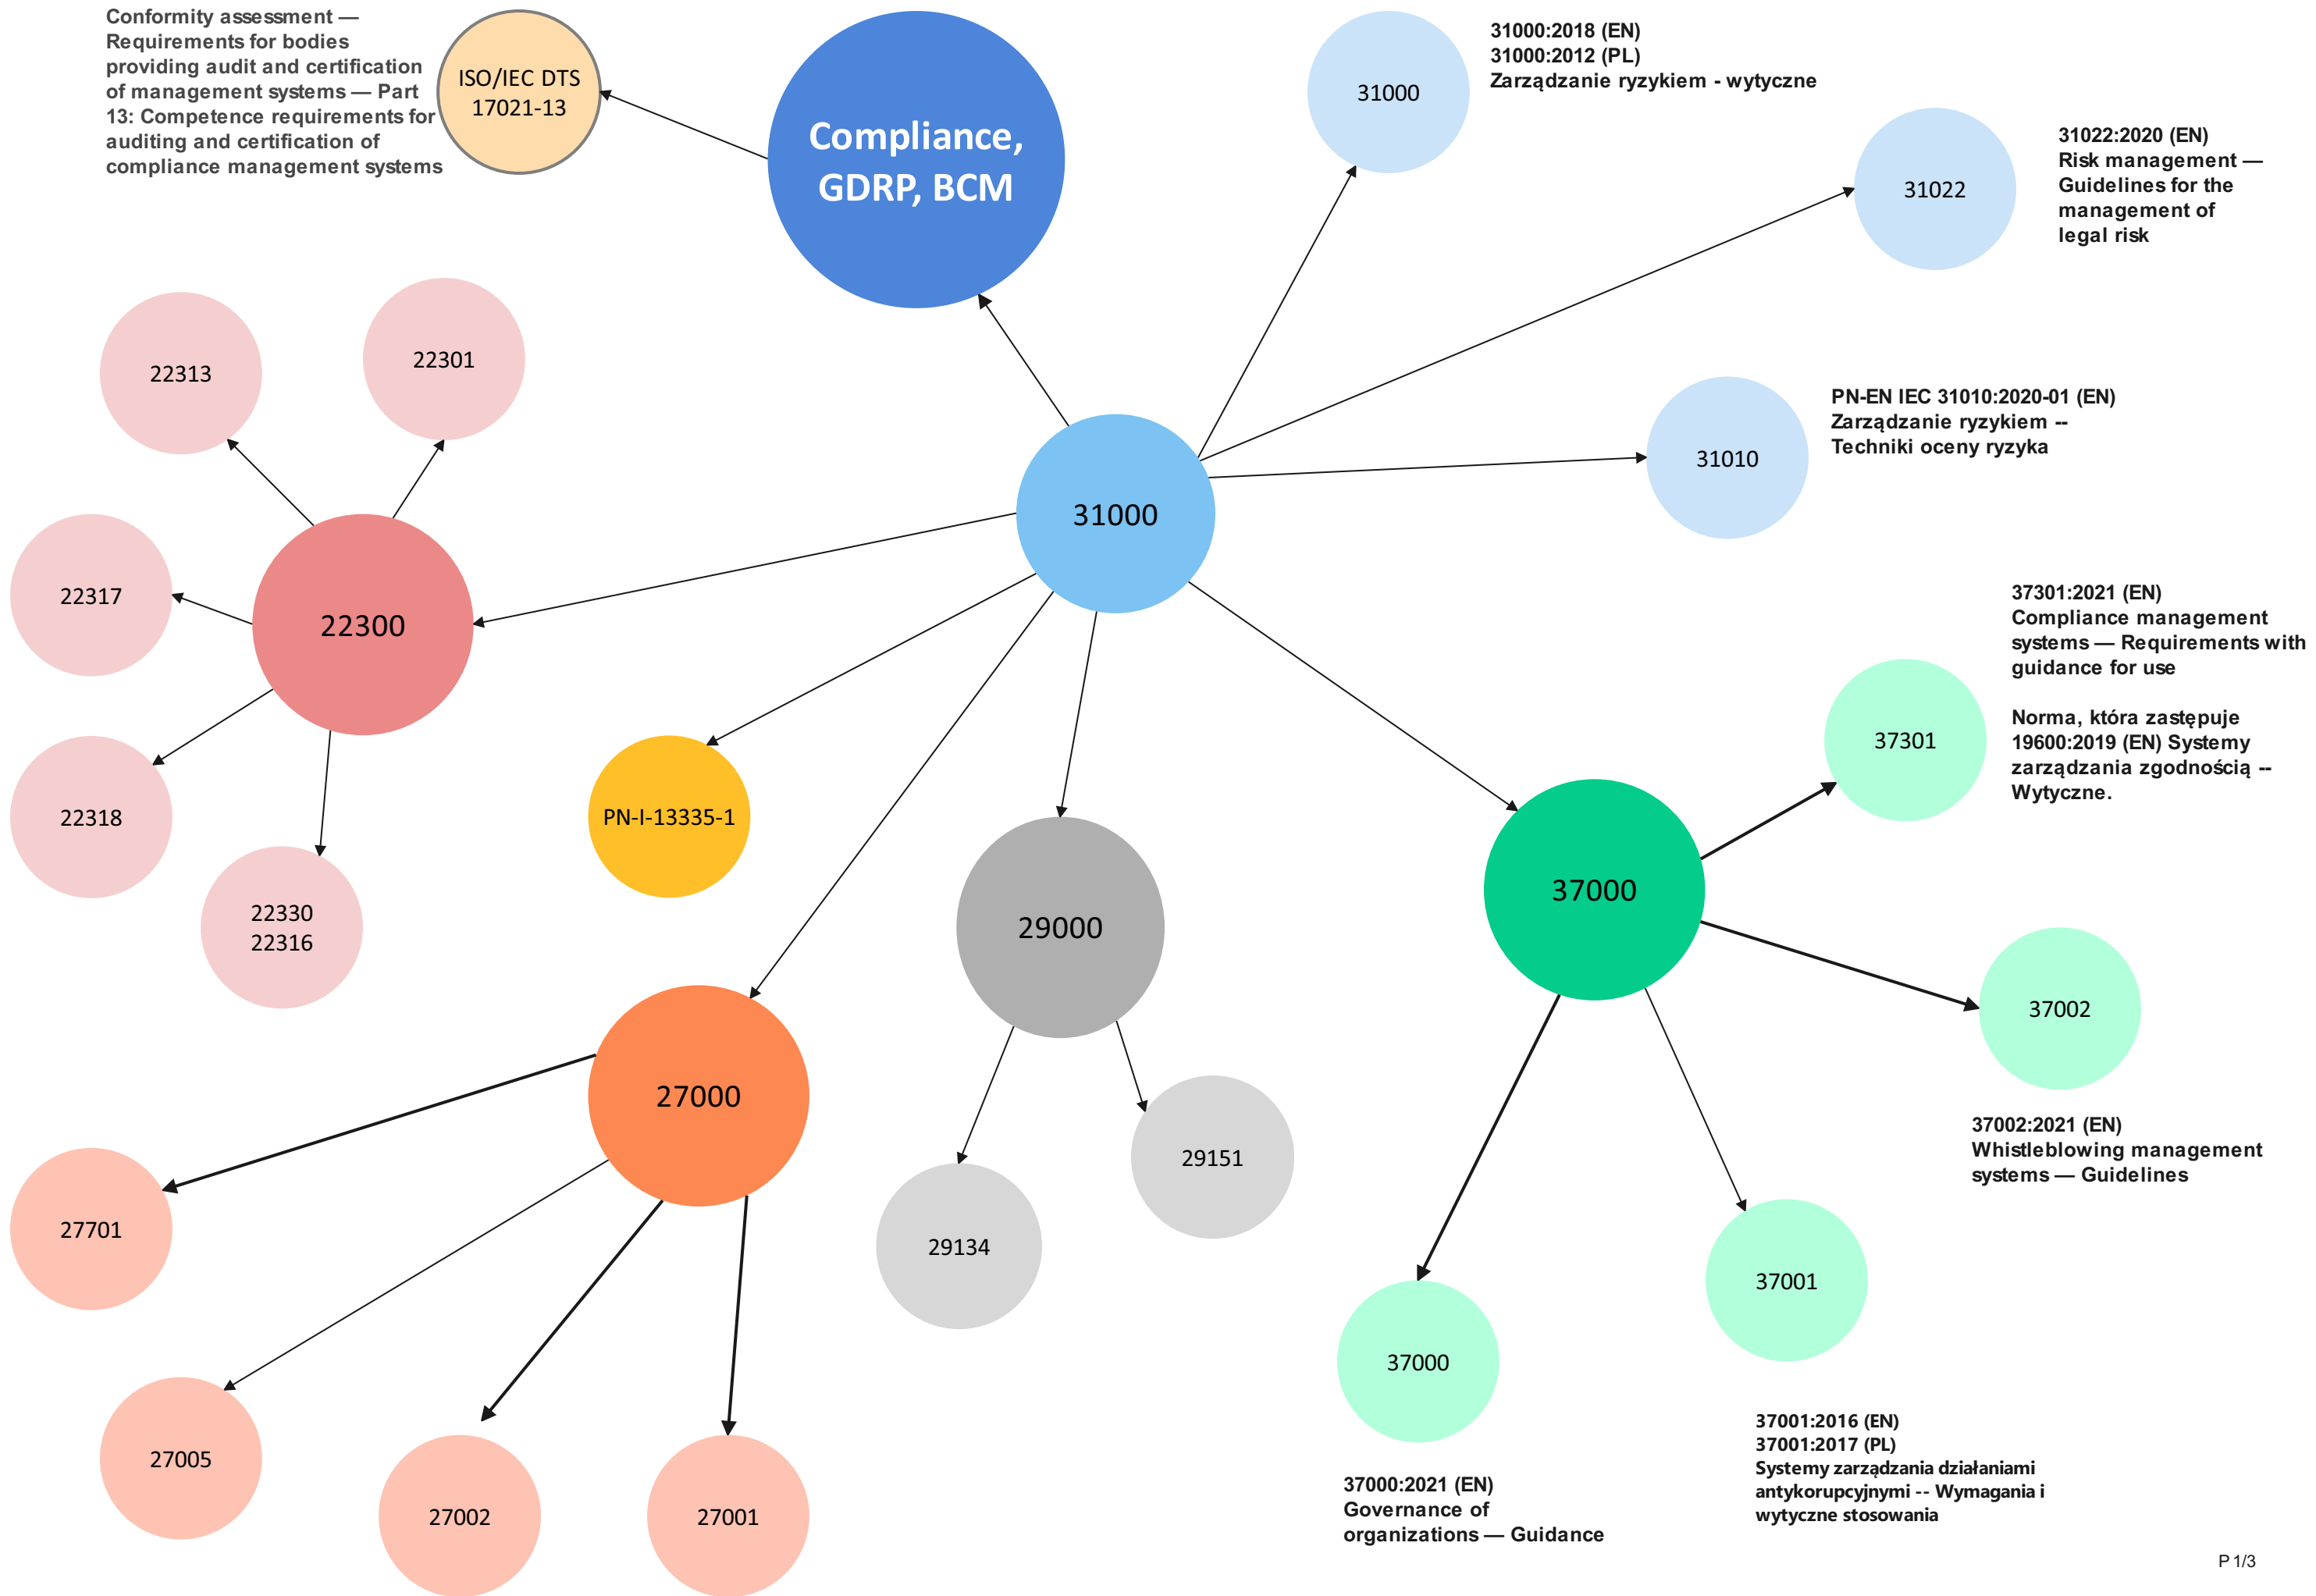 Conformity assessment —
Requirements for bodies
providing audit and certification
of management systems — Part
13: Competence requirements for
auditing and certification of
compliance management systems
ISO/IEC DTS
17021-13
Compliance,
GDRP, BCM
31000
31000:2018 (EN)
31000:2012 (PL)
Zarządzanie ryzykiem - wytyczne
31022
31022:2020 (EN)
Risk management —
Guidelines for the
management of
legal risk
22313
22301
31010
PN-EN IEC 31010:2020-01 (EN)
Zarządzanie ryzykiem --
Techniki oceny ryzyka
31000
22317
22300
37301:2021 (EN)
Compliance management
systems — Requirements with
guidance for use
Norma, która zastępuje
19600:2019 (EN) Systemy
zarządzania zgodnością --
Wytyczne.
37301
22318
PN-I-13335-1
22330
22316
29000
37000
37002
37002:2021 (EN)
Whistleblowing management
systems — Guidelines
27000
29151
29134
27701
37001
37000
27005
27002
27001
37001:2016 (EN)
37001:2017 (PL)
Systemy zarządzania działaniami
antykorupcyjnymi -- Wymagania i
wytyczne stosowania
37000:2021 (EN)
Governance of
organizations — Guidance
P 1/3